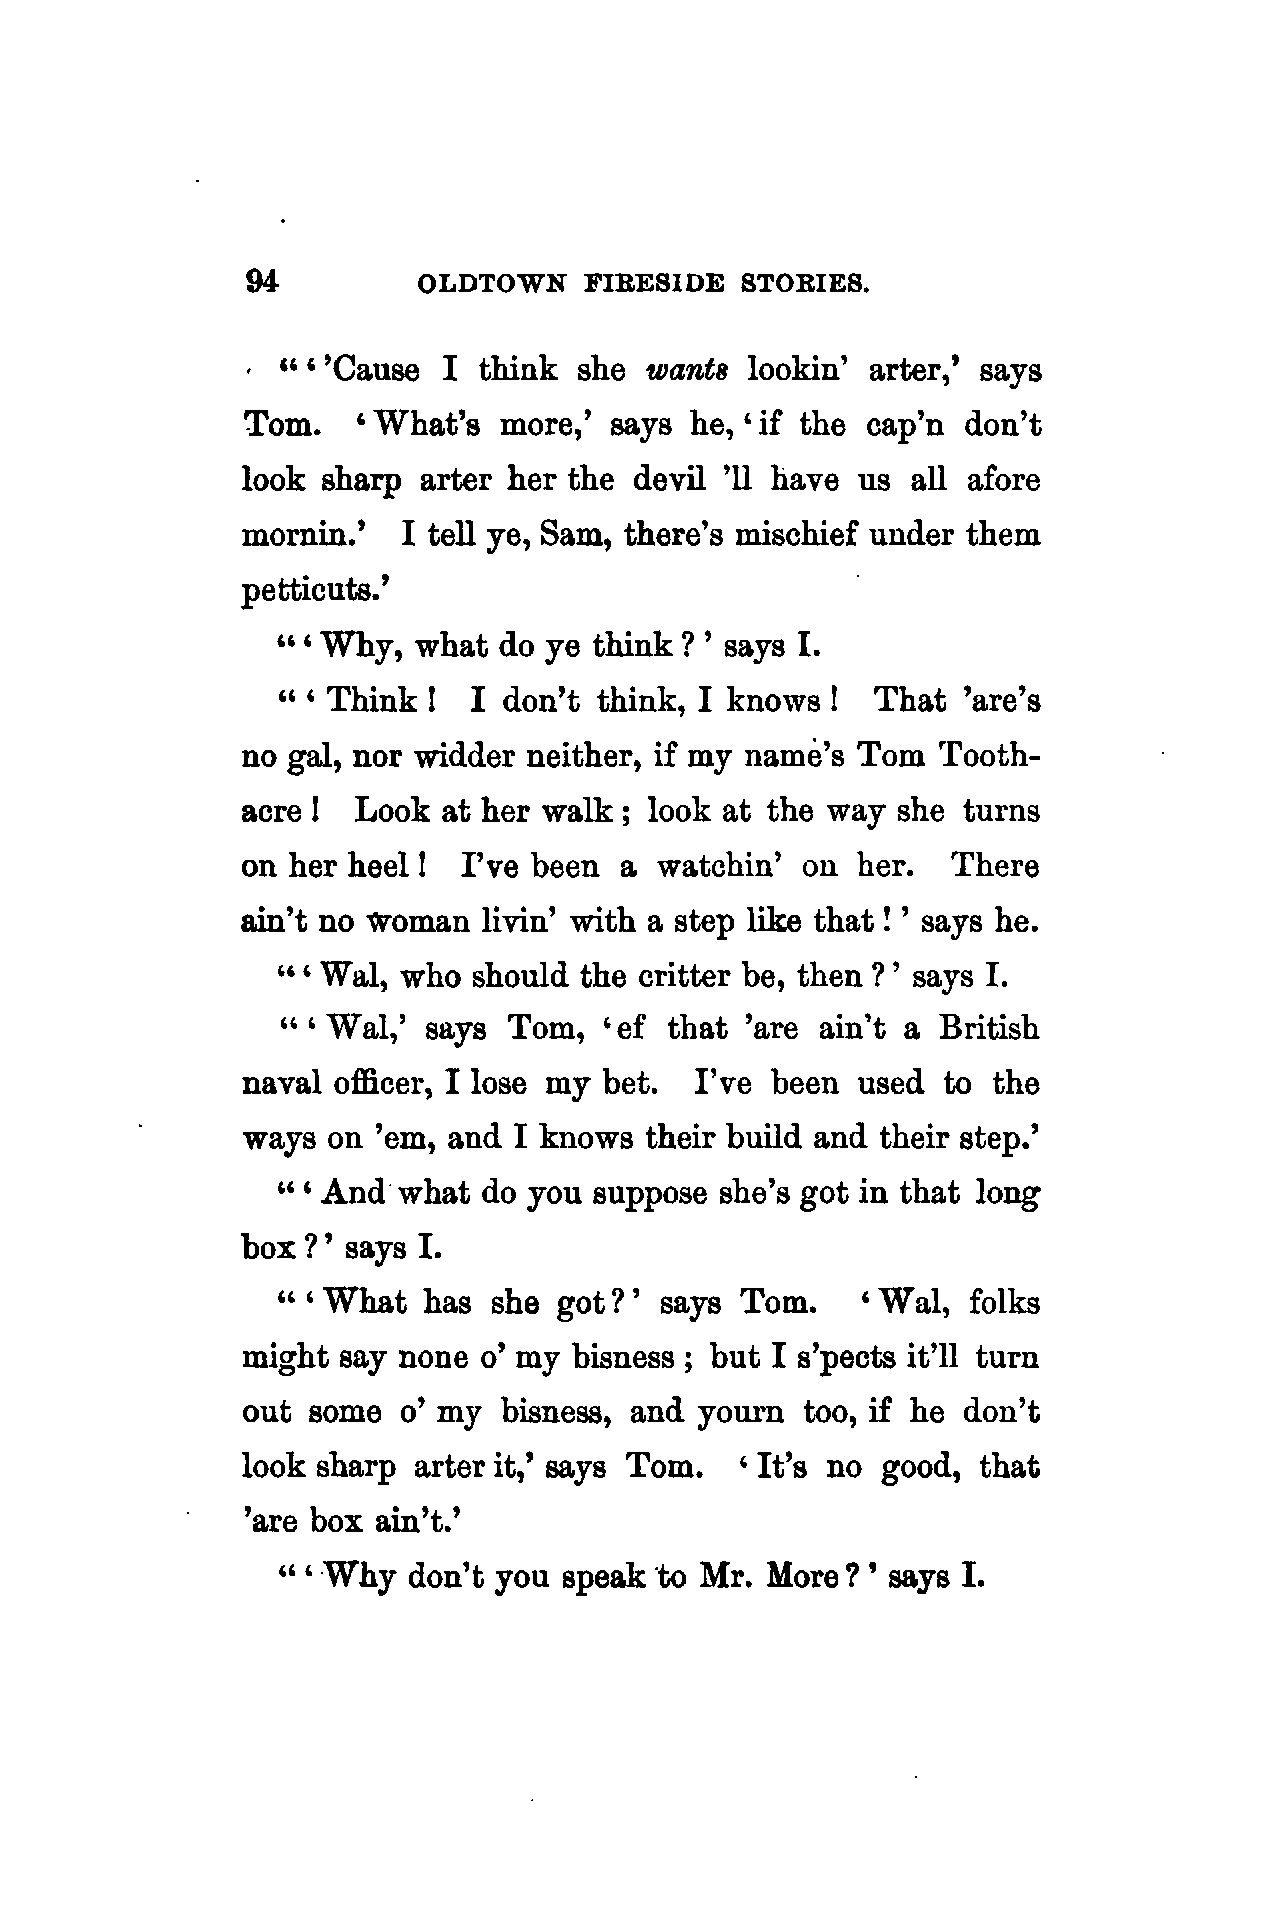 94 OLDTOWN FIRESIDE STORIES.
“ ‘ ’Cause I think she wants lookin’ arter,’ says
Tom. ‘ What’s more,’ says he, ‘ if the cap’n don’t
look sharp arter her the devil ’ll have us all afore
mornin.’ I tell ye, Sam, there’s mischief under them
petticuts.’
“ ‘ Why, what do ye think ? ’ says I.
“ ‘ Think ! I don’t think, I knows ! That ’are’s
no gal, nor widder neither, if my name’s Tom Tooth-
acre ! Look at her walk ; look at the way she turns
on her heel ! I’ve been a watchin’ on her. There
ain’t no woman livin’ with a step like that ! ’ says he.
“ ‘ Wal, who should the critter be, then ? ’ says I.
“ ‘ Wal,’ says Tom, ‘ ef that ’are ain’t a British
naval officer, I lose my bet. I’ve been used to the
ways on ’em, and I knows their build and their step.’
“ ‘ And what do you suppose she’s got in that long
box ? ’ says I.
“ ‘ What has she got? ’ says Tom. ‘ Wal, folks
might say none o’ my bisness ; but I s’pects it’ll turn
out some o’ my bisness, and yourn too, if he don’t
look sharp arter it,’ says Tom. ‘ It’s no good, that
’are box ain’t.’
“ ‘ Why don’t you speak to Mr. More ? ’ says I.